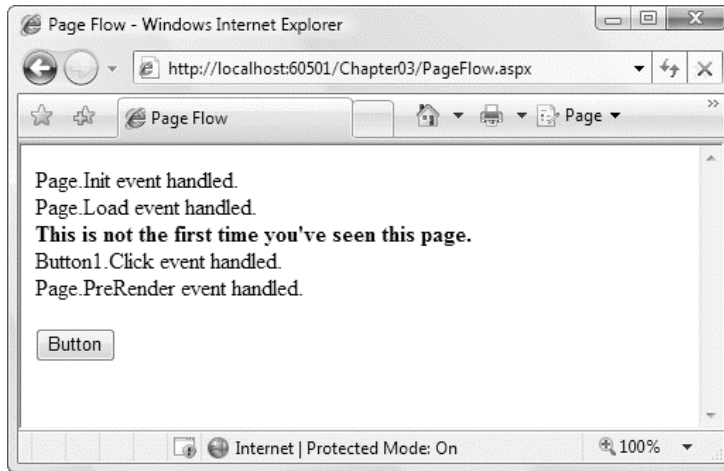 Page Flow - Windows Internet Explorer
http://localhost:60501/Chapter03/PageFlow.aspx
Page Flow
Page
Page.Init event handled.
Page.Load event handled.
This is not the first time you've seen this page.
Button1.Click event handled.
Page.PreRender event handled.
Button
Internet | Protected Mode: On
100%